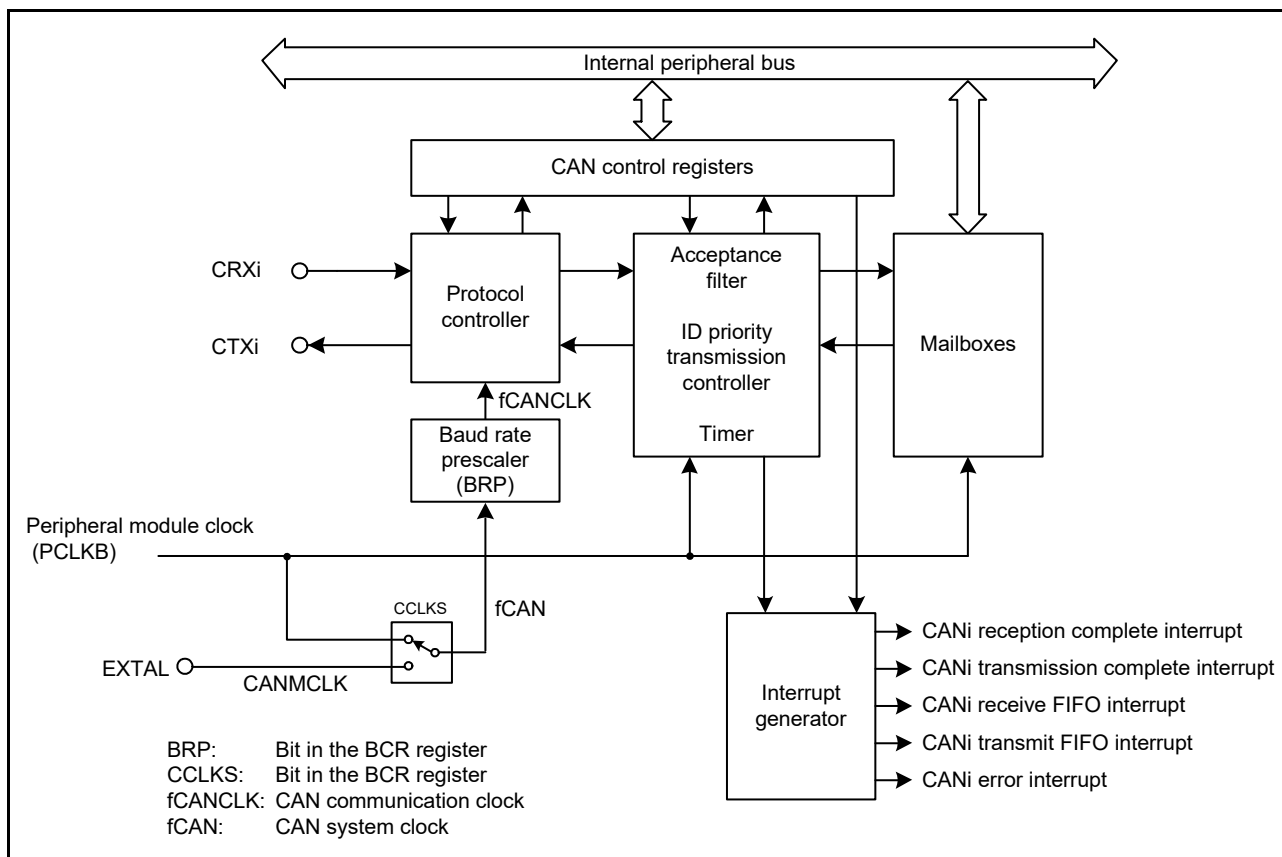 Internal peripheral bus
CAN control registers
CRXi
CTXi
Protocol
controller
Acceptance
filter
ID priority
transmission
controller
Timer
Mailboxes
fCANCLK
Baud rate
prescaler
(BRP)
Peripheral module clock
(PCLKB)
CCLKS
fCAN
EXTAL
CANMCLK
Interrupt
generator
CANi reception complete interrupt
CANi transmission complete interrupt
CANi receive FIFO interrupt
CANi transmit FIFO interrupt
CANi error interrupt
BRP: Bit in the BCR register
CCLKS: Bit in the BCR register
fCANCLK: CAN communication clock
fCAN: CAN system clock